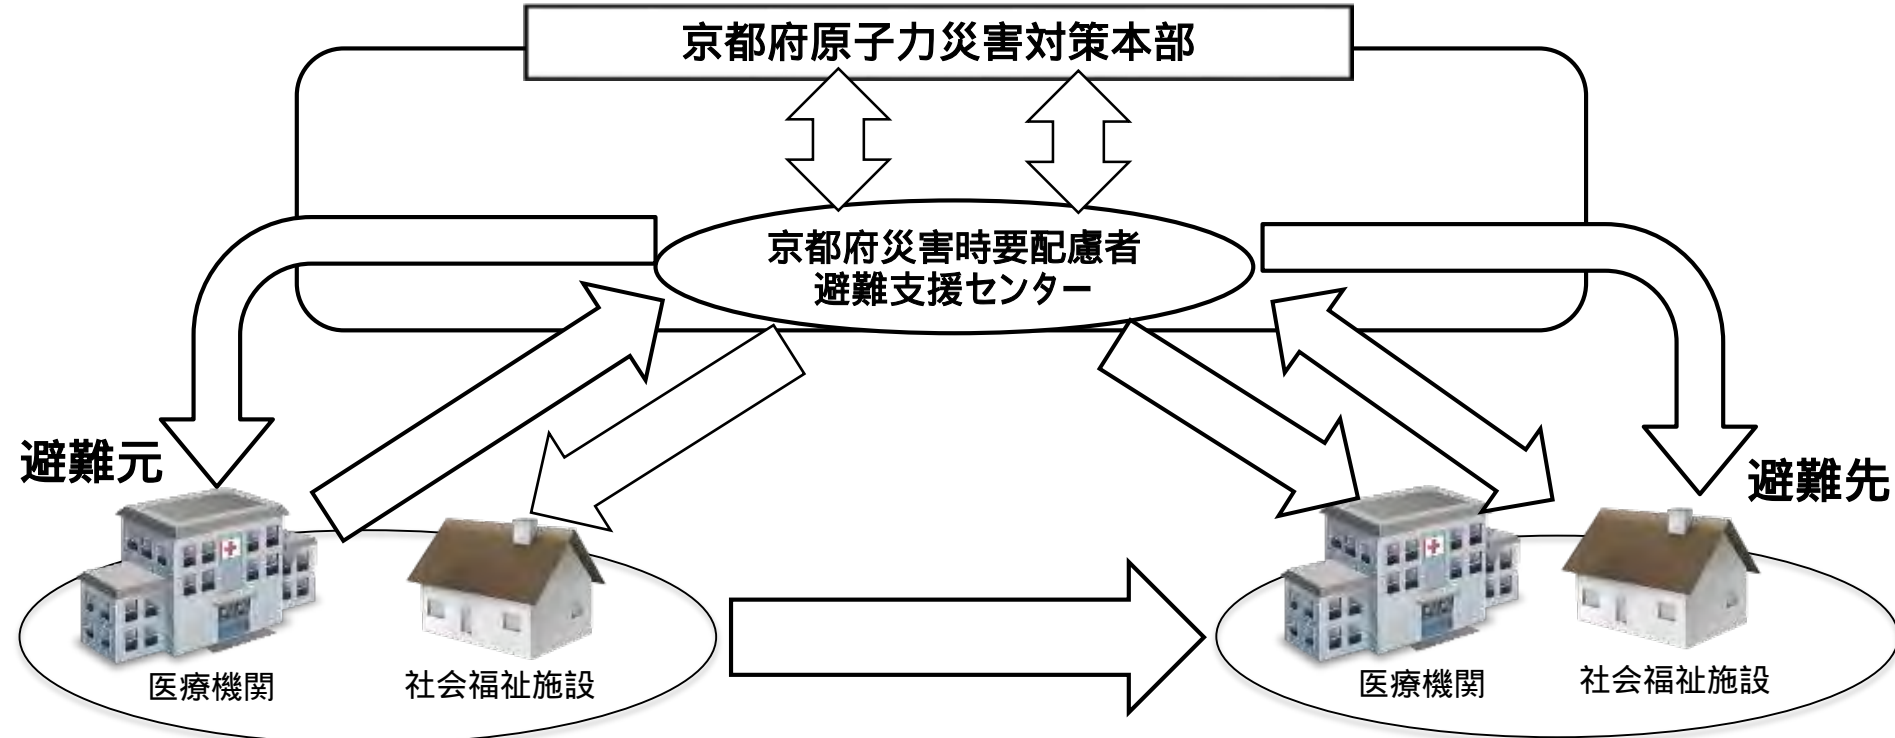 京都府原子力災害対策本部
京都府災害時要配慮者
避難支援センター
避難元
避難先
医療機関
社会福祉施設
医療機関
社会福祉施設